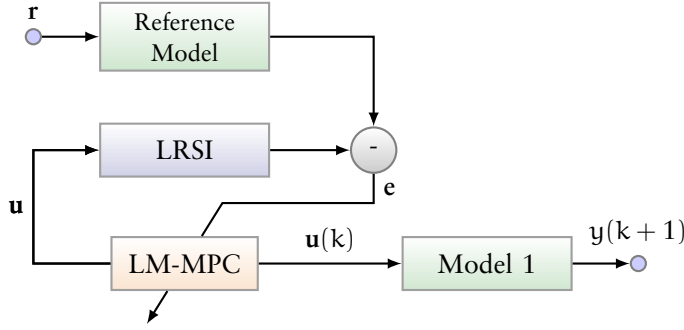 r
Reference
Model
LRSI
-
e
u
u(k)
y(k + 1)
LM-MPC
Model 1